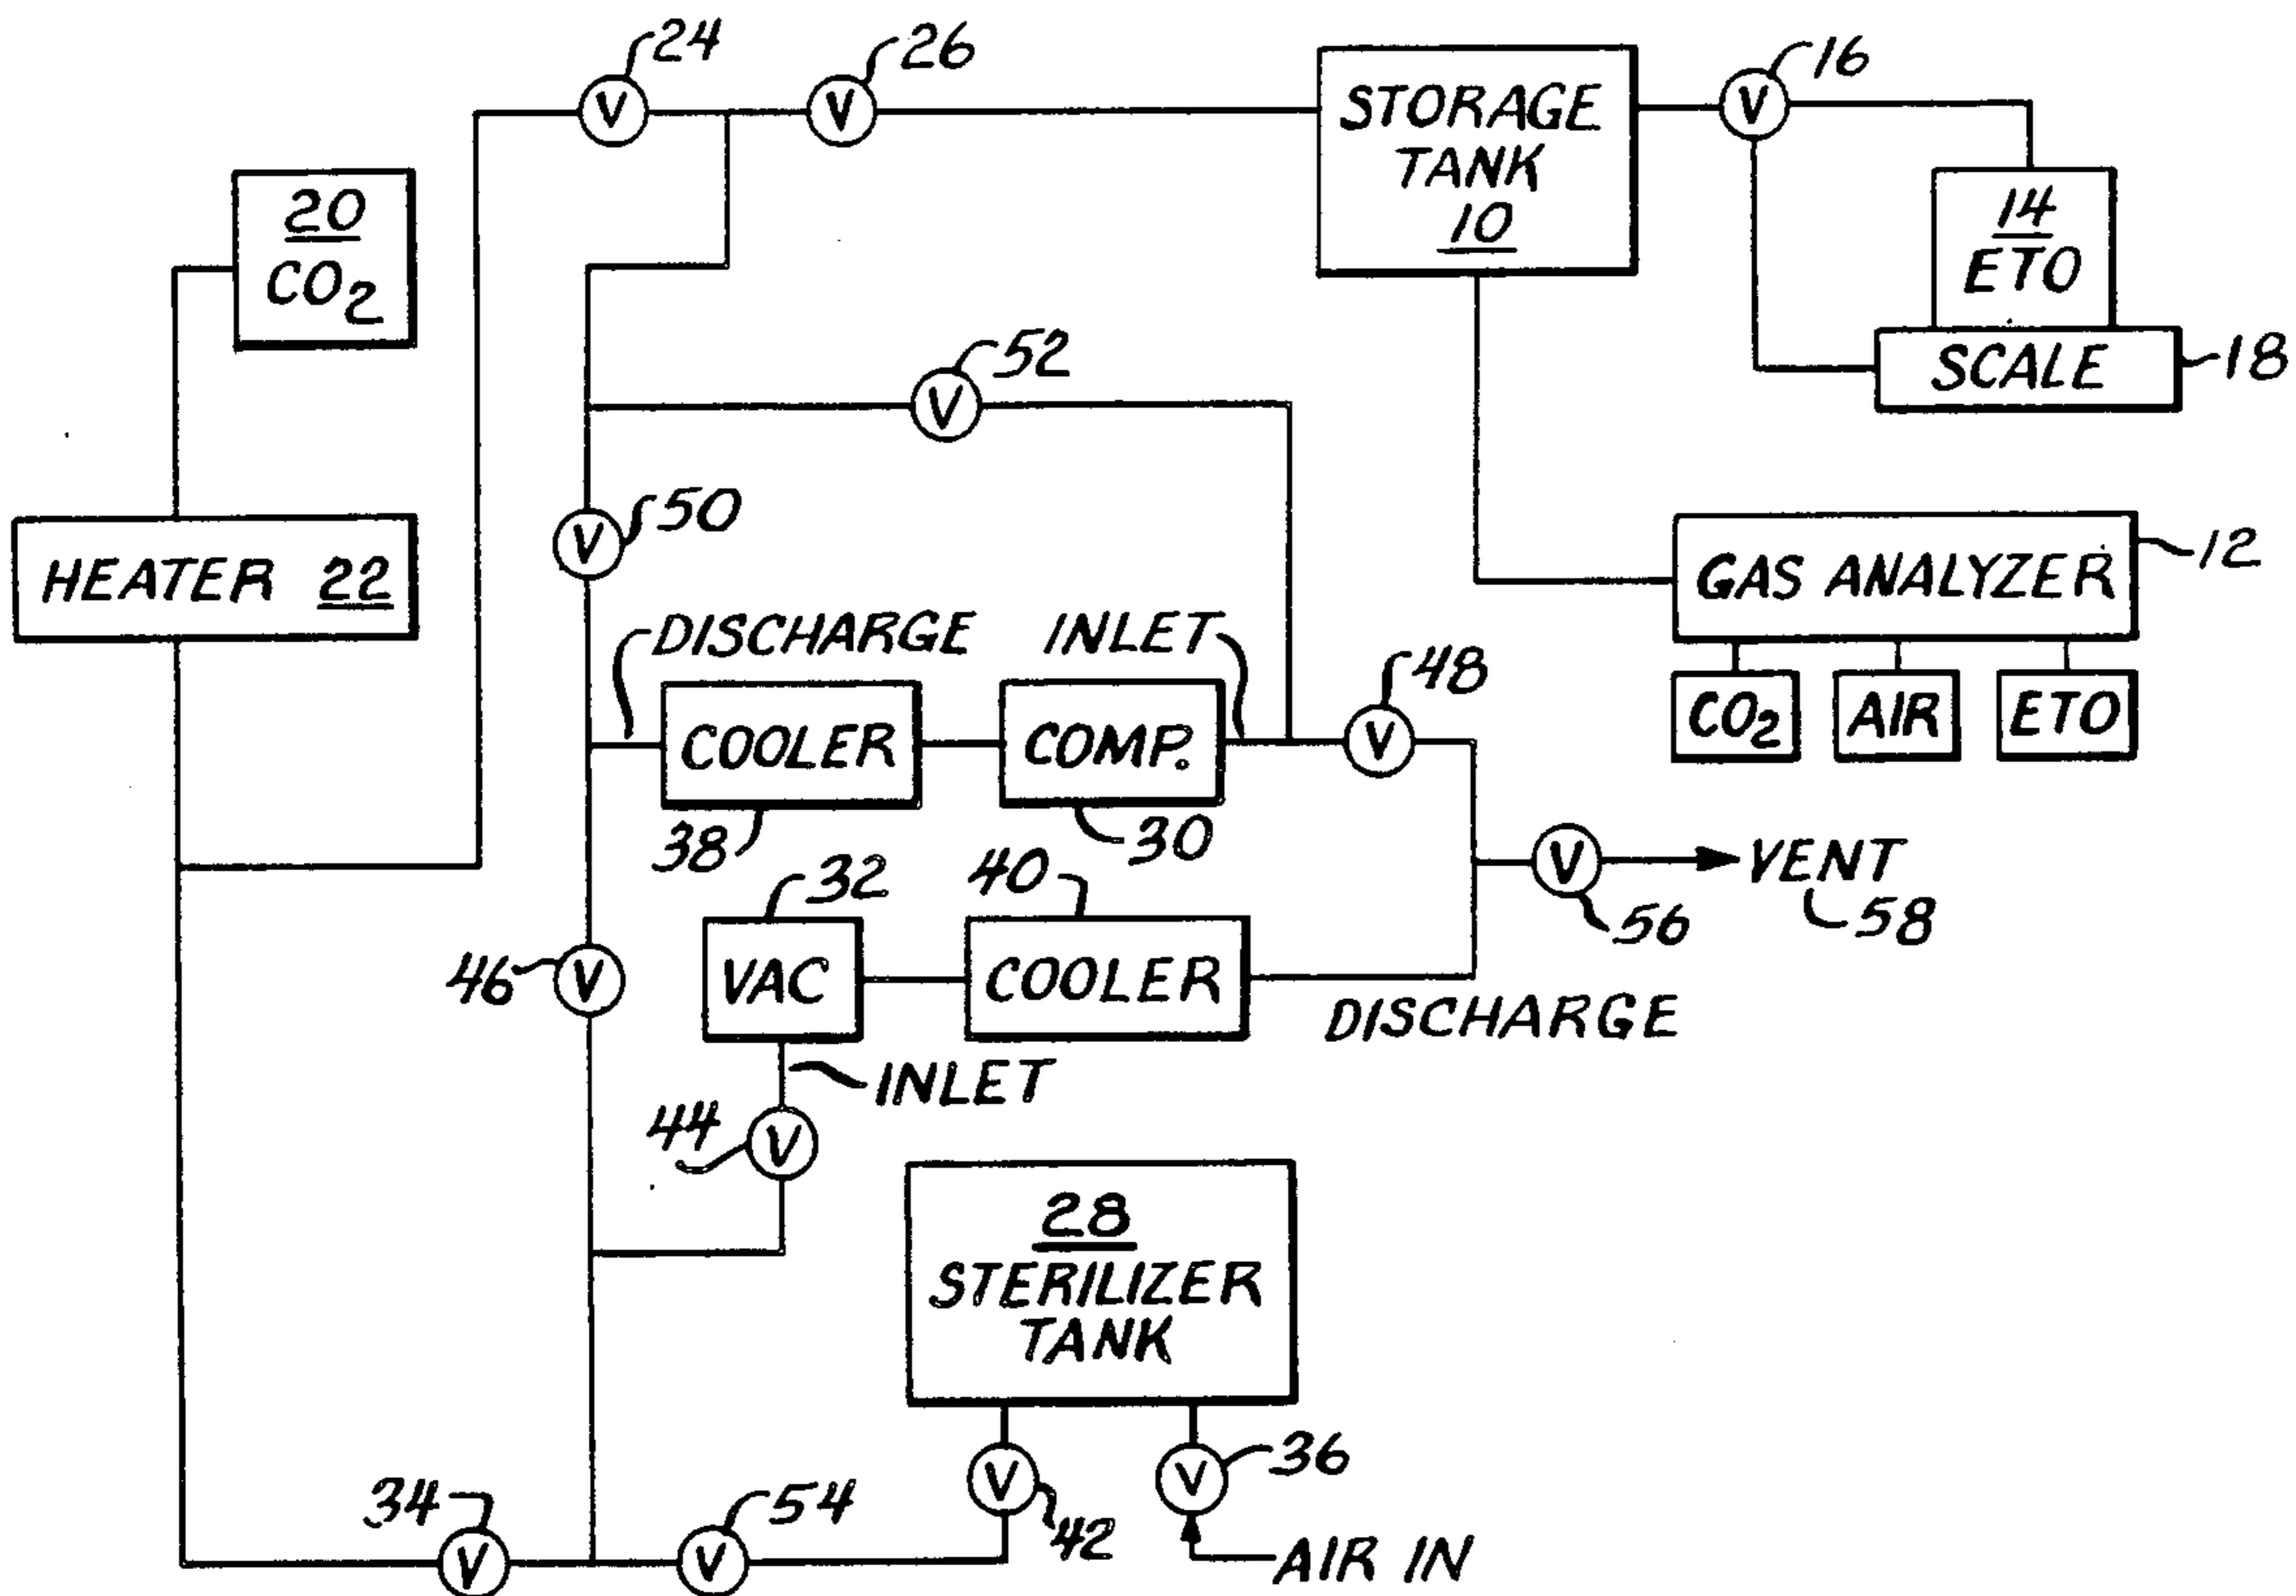 24
26
16
STORAGE
TANK
10
V
V
V
20
CO2
14
ETO
SCALE
18
52
V
50
V
HEATER 22
GAS ANALYZER
12
CO2
AIR
ETO
DISCHARGE
INLET
48
V
COOLER
COMP.
38
30
V
VENT
56
58
32
40
46
V
VAC
COOLER
DISCHARGE
INLET
44
V
28
STERILIZER
TANK
36
V
V
42
34
54
V
V
AIR IN